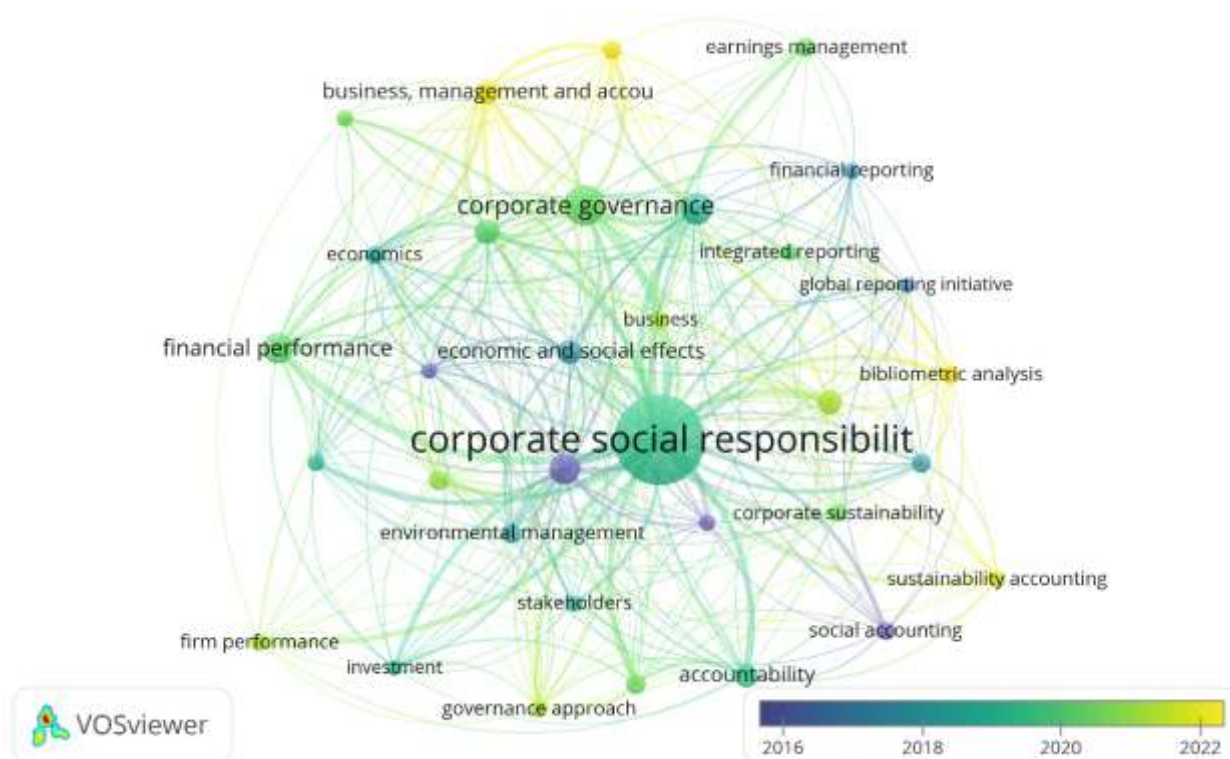 earnings management
business, management and accou
financial reporting
corporate governance
integrated reporting
economics
global reporting initiative
business
financial performance
economic and social effects
bibliometric analysis
corporate social responsibilit
corporate sustainability
environmental management
sustainability accounting
stakeholders
social accounting
firm performance
investment
accountability
governance approach
VOSviewer
2016 2018 2020 2022